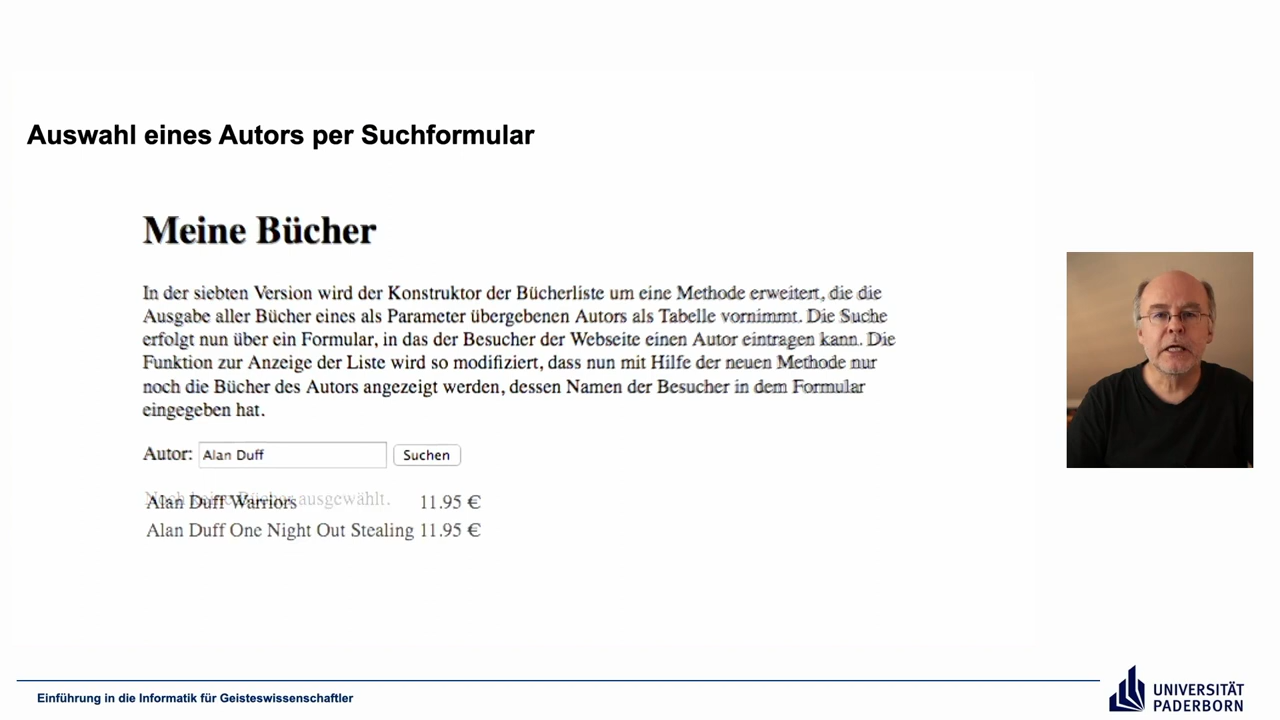 Auswahl eines Autors per Suchformular
Meine Bücher
In der siebten Version wird der Konstruktor der Bücherliste um eine Methode erweitert, die die
Ausgabe aller Bücher eines als Parameter übergebenen Autors als Tabelle vornimmt. Die Suche
erfolgt nun über ein Formular, in das der Besucher der Webseite einen Autor eintragen kann. Die
Funktion zur Anzeige der Liste wird so modifiziert, dass nun mit Hilfe der neuen Methode nur
noch die Bücher des Autors angezeigt werden, dessen Namen der Besucher in dem Formular
eingegeben hat.
Autor: Alan Duff Suchen
Alan Duff Warriors 11.95 €
ausgewählt.
Alan Duff One Night Out Stealing 11.95 €
Einführung in die Informatik für Geisteswissenschaftler
UNIVERSITÄT
PADERBORN